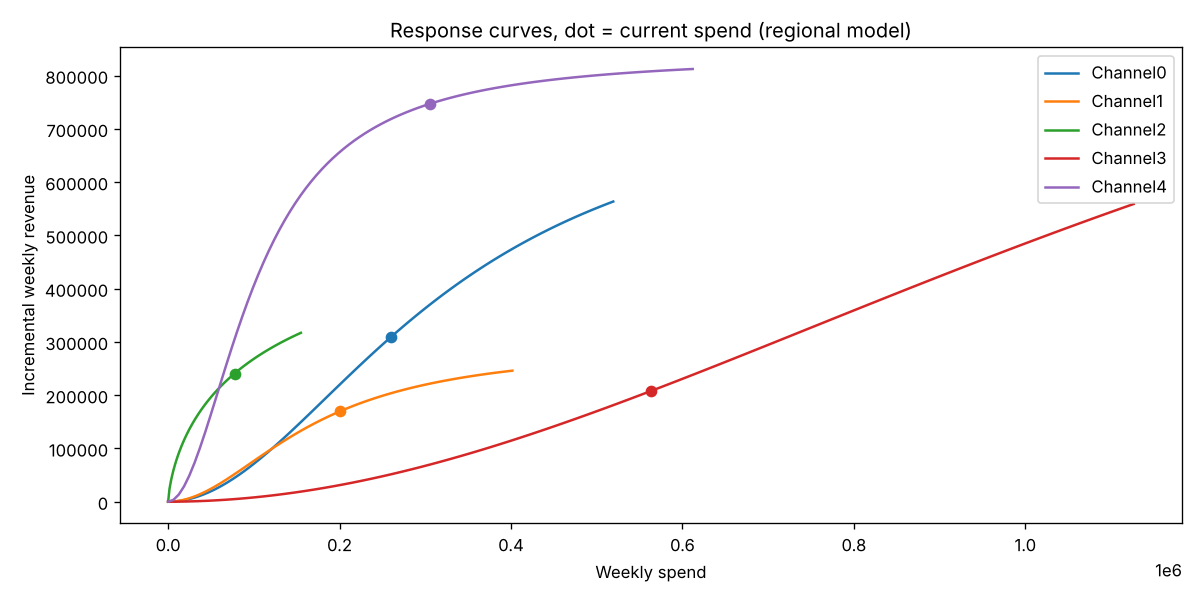 Response curves, dot = current spend (regional model)
Incremental weekly revenue
800000
700000
600000
500000
400000
300000
200000
100000
0
Channel0
Channel1
Channel2
Channel3
Channel4
0.0 0.2 0.4 0.6 0.8 1.0
1e6
Weekly spend